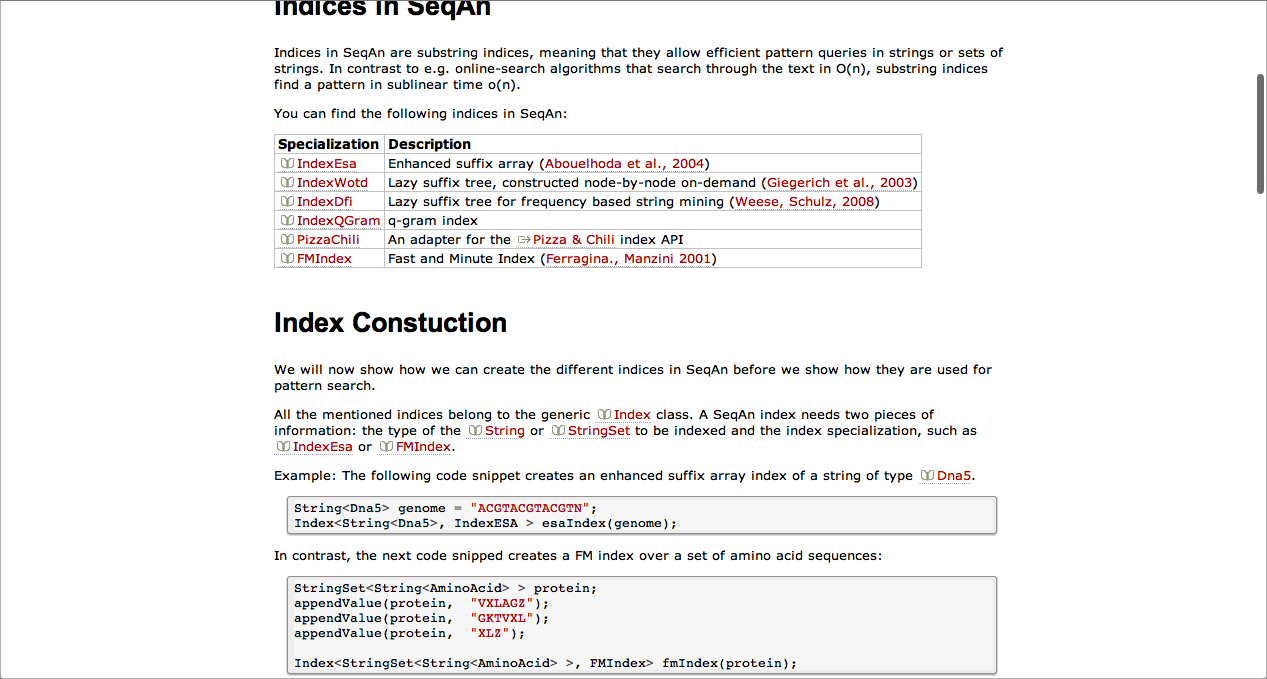 Indices in SeqAn
Indices in SeqAn are substring indices, meaning that they allow efficient pattern queries in strings or sets of
strings. In contrast to e.g. online-search algorithms that search through the text in O(n), substring indices
find a pattern in sublinear time o(n).
You can find the following indices in SeqAn:
Specialization Description
IndexEsa Enhanced suffix array (Abouelhoda et al., 2004)
IndexWotd Lazy suffix tree, constructed node-by-node on-demand (Giegerich et al., 2003)
IndexDfi Lazy suffix tree for frequency based string mining (Weese, Schulz, 2008)
IndexQGram q-gram index
PizzaChili An adapter for the Pizza & Chili index API
FMIndex Fast and Minute Index (Ferragina., Manzini 2001)
Index Constuction
We will now show how we can create the different indices in SeqAn before we show how they are used for
pattern search.
All the mentioned indices belong to the generic Index class. A SeqAn index needs two pieces of
information: the type of the String or StringSet to be indexed and the index specialization, such as
IndexEsa or FMIndex.
Example: The following code snippet creates an enhanced suffix array index of a string of type Dna5.
String<Dna5> genome = "ACGTACGTACGTN";
Index<String<Dna5>, IndexESA > esaIndex(genome);
In contrast, the next code snipped creates a FM index over a set of amino acid sequences:
StringSet<String<AminoAcid> > protein;
appendValue(protein, "VXLAGZ");
appendValue(protein, "GKTVXL");
appendValue(protein, "XLZ");
Index<StringSet<String<AminoAcid> >, FMIndex> fmIndex(protein);